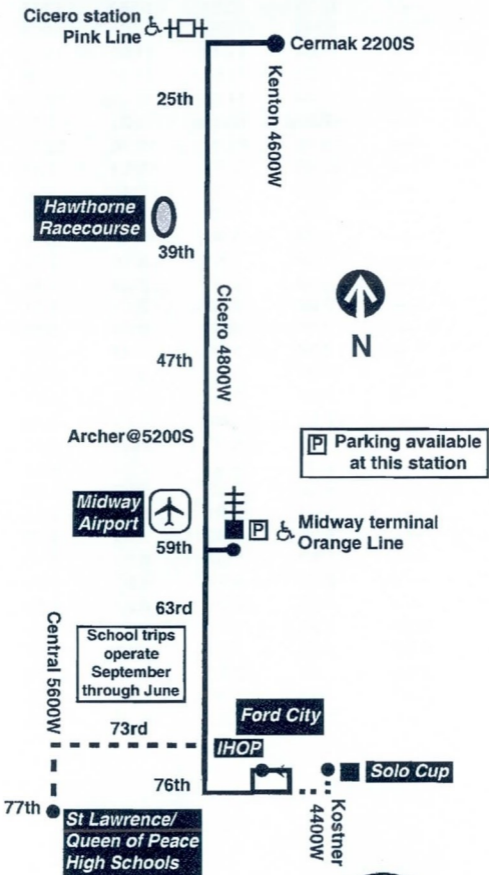 Cicero station
Pink Line
Cermak 2200S
Kenton 4600W
25th
Hawthorne
Racecourse
39th
Cicero 4800W
N
47th
Archer@5200S
P Parking available
at this station
Midway
Airport
P
Midway terminal
Orange Line
59th
63rd
Central 5600W
School trips
operate
September
through June
Ford City
73rd
IHOP
Solo Cup
76th
Kostner
4400W
77th
St Lawrence/
Queen of Peace
High Schools